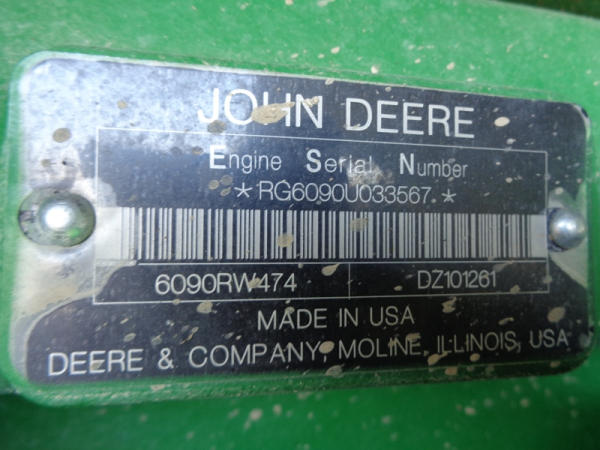 JOHN DEERE
Engine Serial Number
*RG6090U033567*
6090RW474 DZ101261
MADE IN USA
DEERE & COMPANY, MOLINE, ILLINOIS, USA